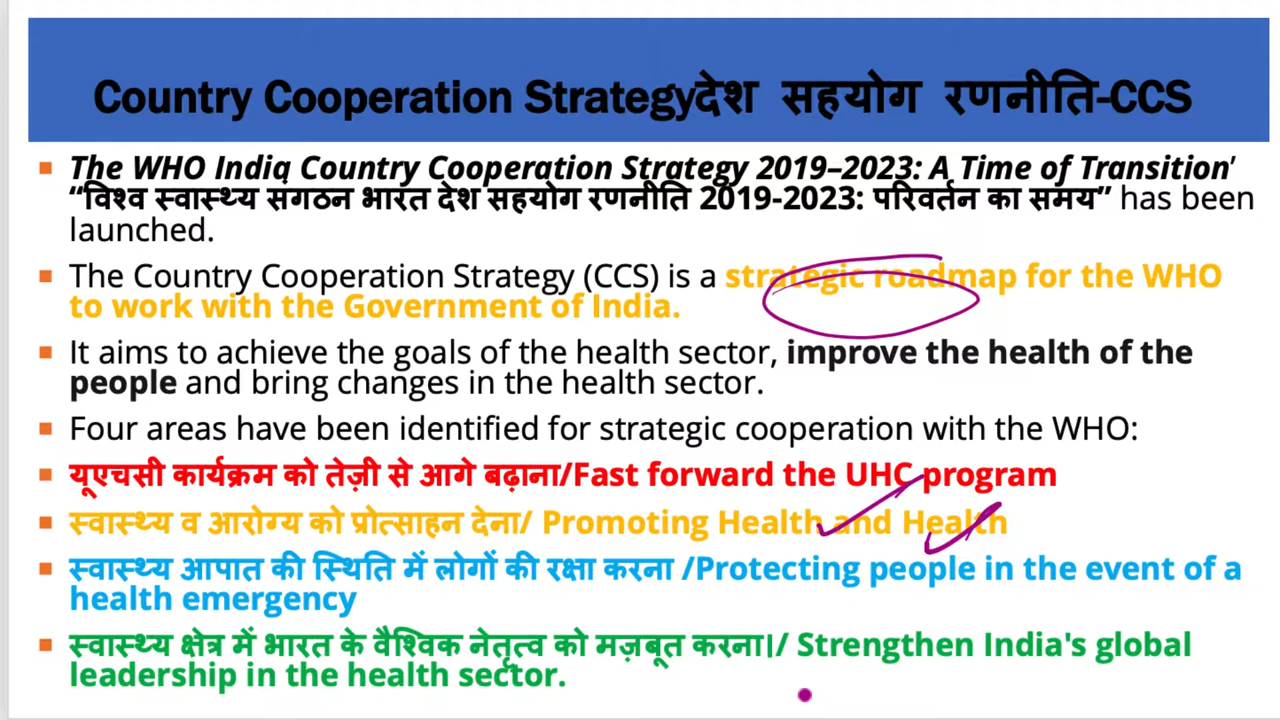 Country Cooperation Strategyदेश सहयोग रणनीति-CCS
The WHO India Country Cooperation Strategy 2019–2023: A Time of Transition’
“विश्व स्वास्थ्य संगठन भारत देश सहयोग रणनीति 2019-2023: परिवर्तन का समय” has been
launched.
The Country Cooperation Strategy (CCS) is a strategic roadmap for the WHO
to work with the Government of India.
It aims to achieve the goals of the health sector, improve the health of the
people and bring changes in the health sector.
Four areas have been identified for strategic cooperation with the WHO:
यूएचसी कार्यक्रम को तेज़ी से आगे बढ़ाना/Fast forward the UHC program
स्वास्थ्य व आरोग्य को प्रोत्साहन देना/ Promoting Health and Health
स्वास्थ्य आपात की स्थिति में लोगों की रक्षा करना /Protecting people in the event of a
health emergency
स्वास्थ्य क्षेत्र में भारत के वैश्विक नेतृत्व को मज़बूत करना।/ Strengthen India's global
leadership in the health sector.